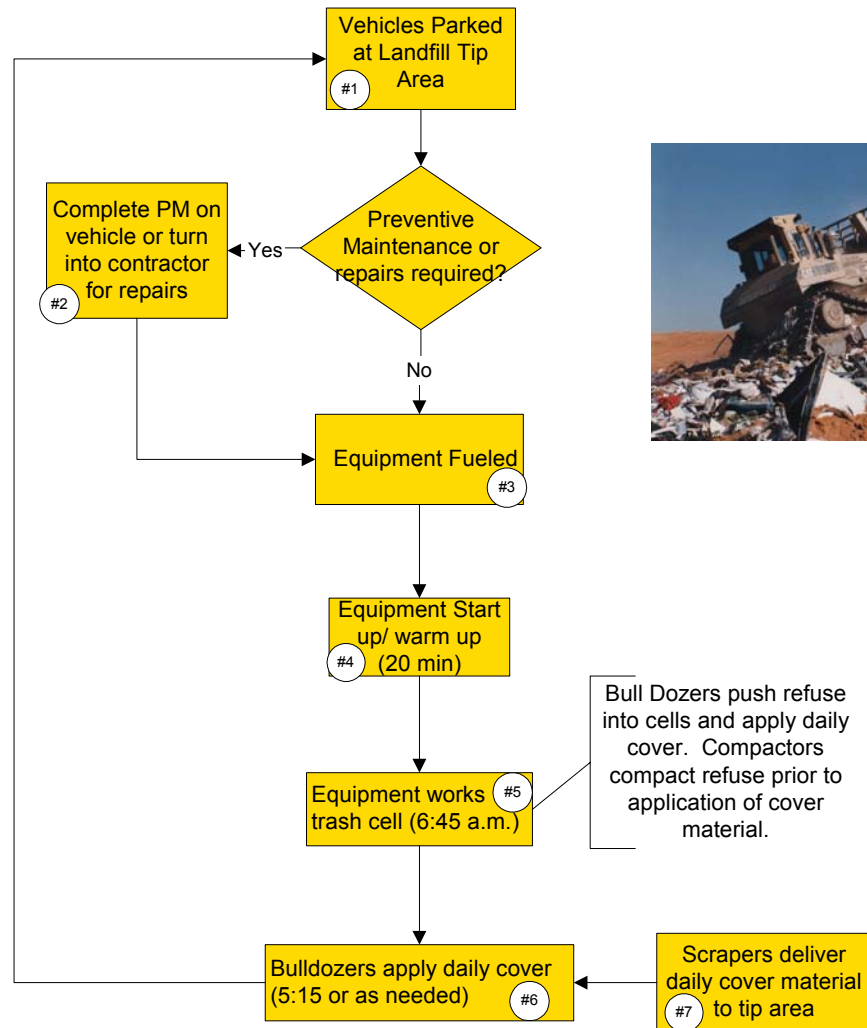 Vehicles Parked
at Landfill Tip
Area
#1
Preventive
Maintenance or
repairs required?
Yes
Complete PM on
vehicle or turn
into contractor
for repairs
#2
No
Equipment Fueled
#3
Equipment Start
up/ warm up
(20 min)
#4
Equipment works
trash cell (6:45 a.m.)
#5
Bull Dozers push refuse
into cells and apply daily
cover.  Compactors
compact refuse prior to
application of cover
material.
Bulldozers apply daily cover
(5:15 or as needed)
#6
Scrapers deliver
daily cover material
to tip area
#7